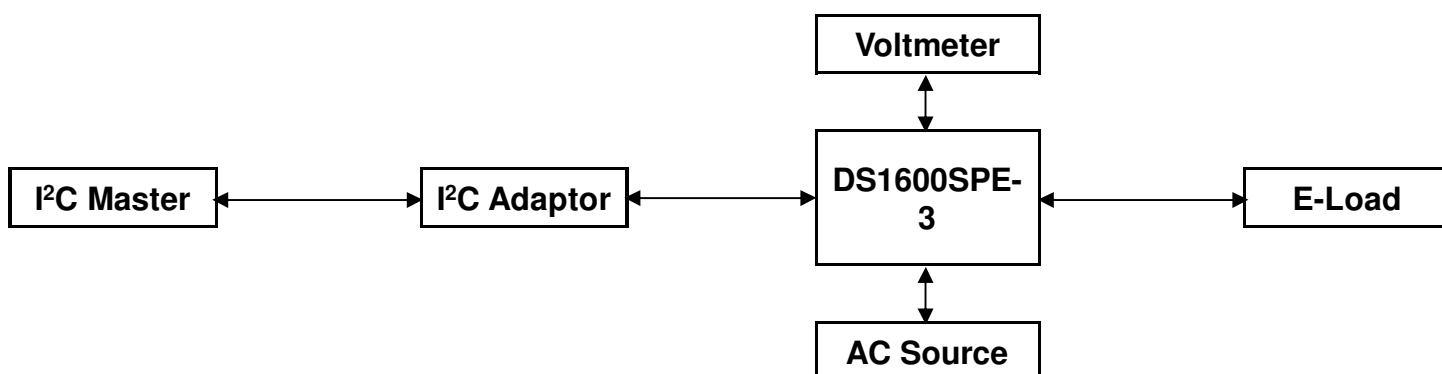 Voltmeter
I²C Master
I²C Adaptor
DS1600SPE-
3
E-Load
AC Source